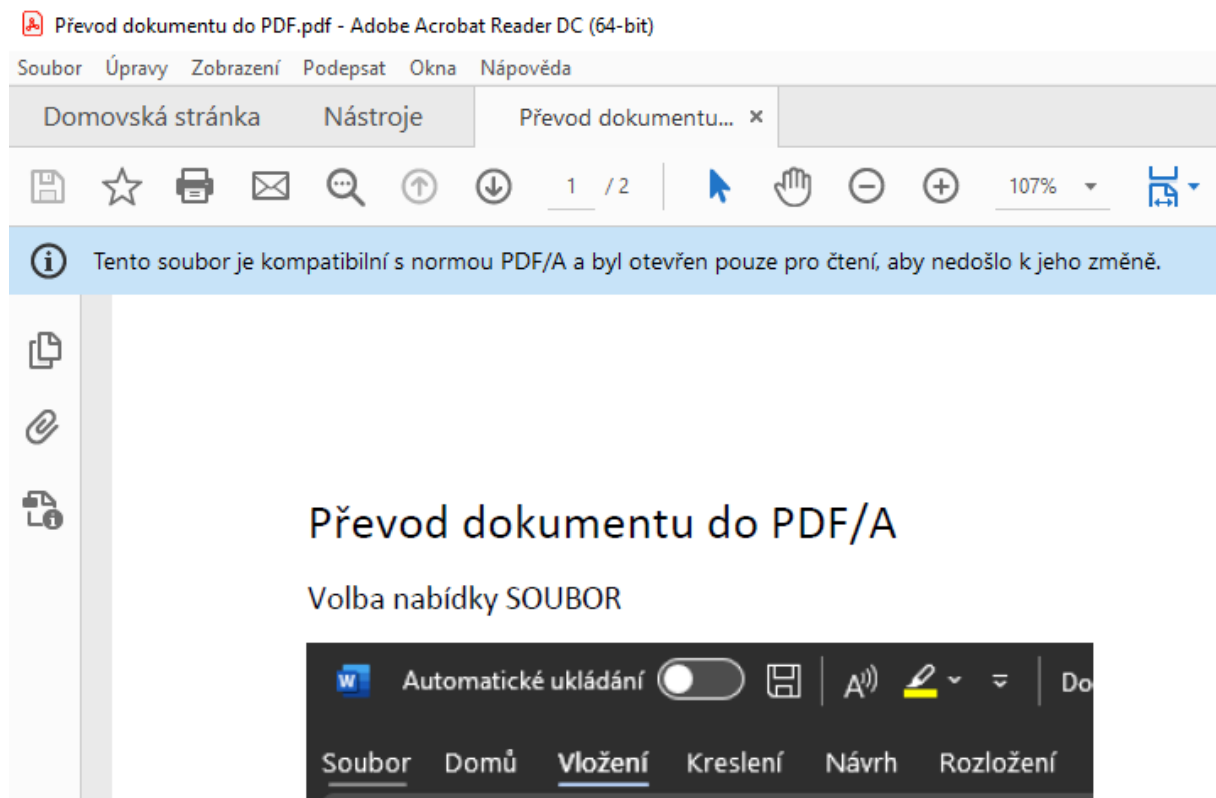 Převod dokumentu do PDF.pdf - Adobe Acrobat Reader DC (64-bit)
Soubor Úpravy Zobrazení Podepsat Okna Nápověda
Domovská stránka Nástroje Převod dokumentu... ×
1 / 2 107%
Tento soubor je kompatibilní s normou PDF/A a byl otevřen pouze pro čtení, aby nedošlo k jeho změně.
Převod dokumentu do PDF/A
Volba nabídky SOUBOR
Automatické ukládání Do
Soubor Domů Vložení Kreslení Návrh Rozložení